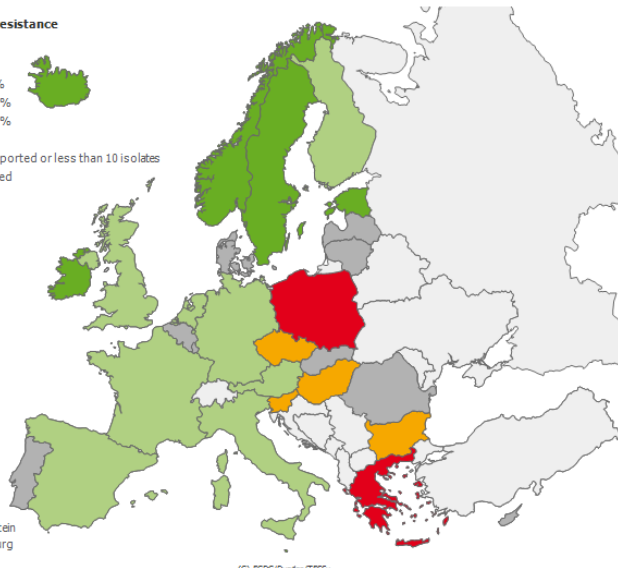 esistance
%
%
%
ported or less than 10 isolates
ed
tein
urg